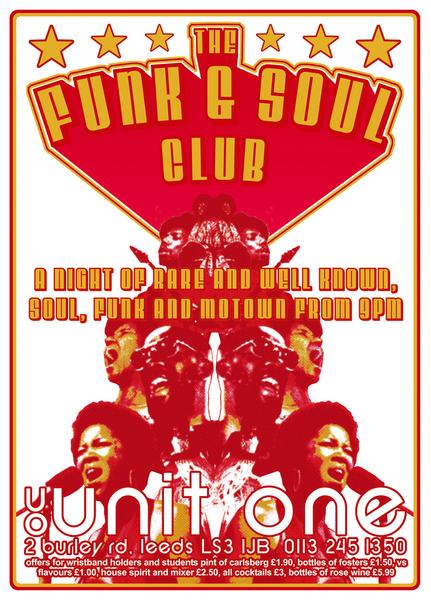 THE
FUNK & SOUL
CLUB
A NIGHT OF RARE AND WELL KNOWN,
SOUL, FUNK AND MOTOWN FROM 9PM
on unit one
2 burley rd. leeds LS3 1JB 0113 245 1350
offers for wristband holders and students pint of carlsberg £1.90, bottles of fosters £1.50, vs
flavours £1.00, house spirit and mixer £2.50, all cocktails £3, bottles of rose wine £5.99